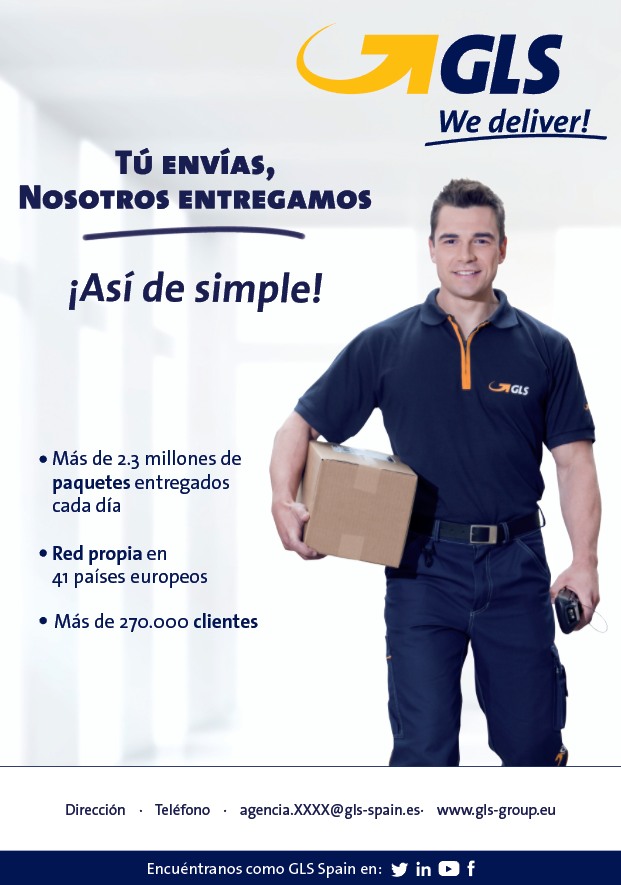 GLS
We deliver!
TÚ ENVÍAS,
NOSOTROS ENTREGAMOS
¡Así de simple!
GLS
• Más de 2.3 millones de
paquetes entregados
cada día
• Red propia en
41 países europeos
• Más de 270.000 clientes
Dirección · Teléfono · agencia.XXXX@gls-spain.es· www.gls-group.eu
Encuéntranos como GLS Spain en: